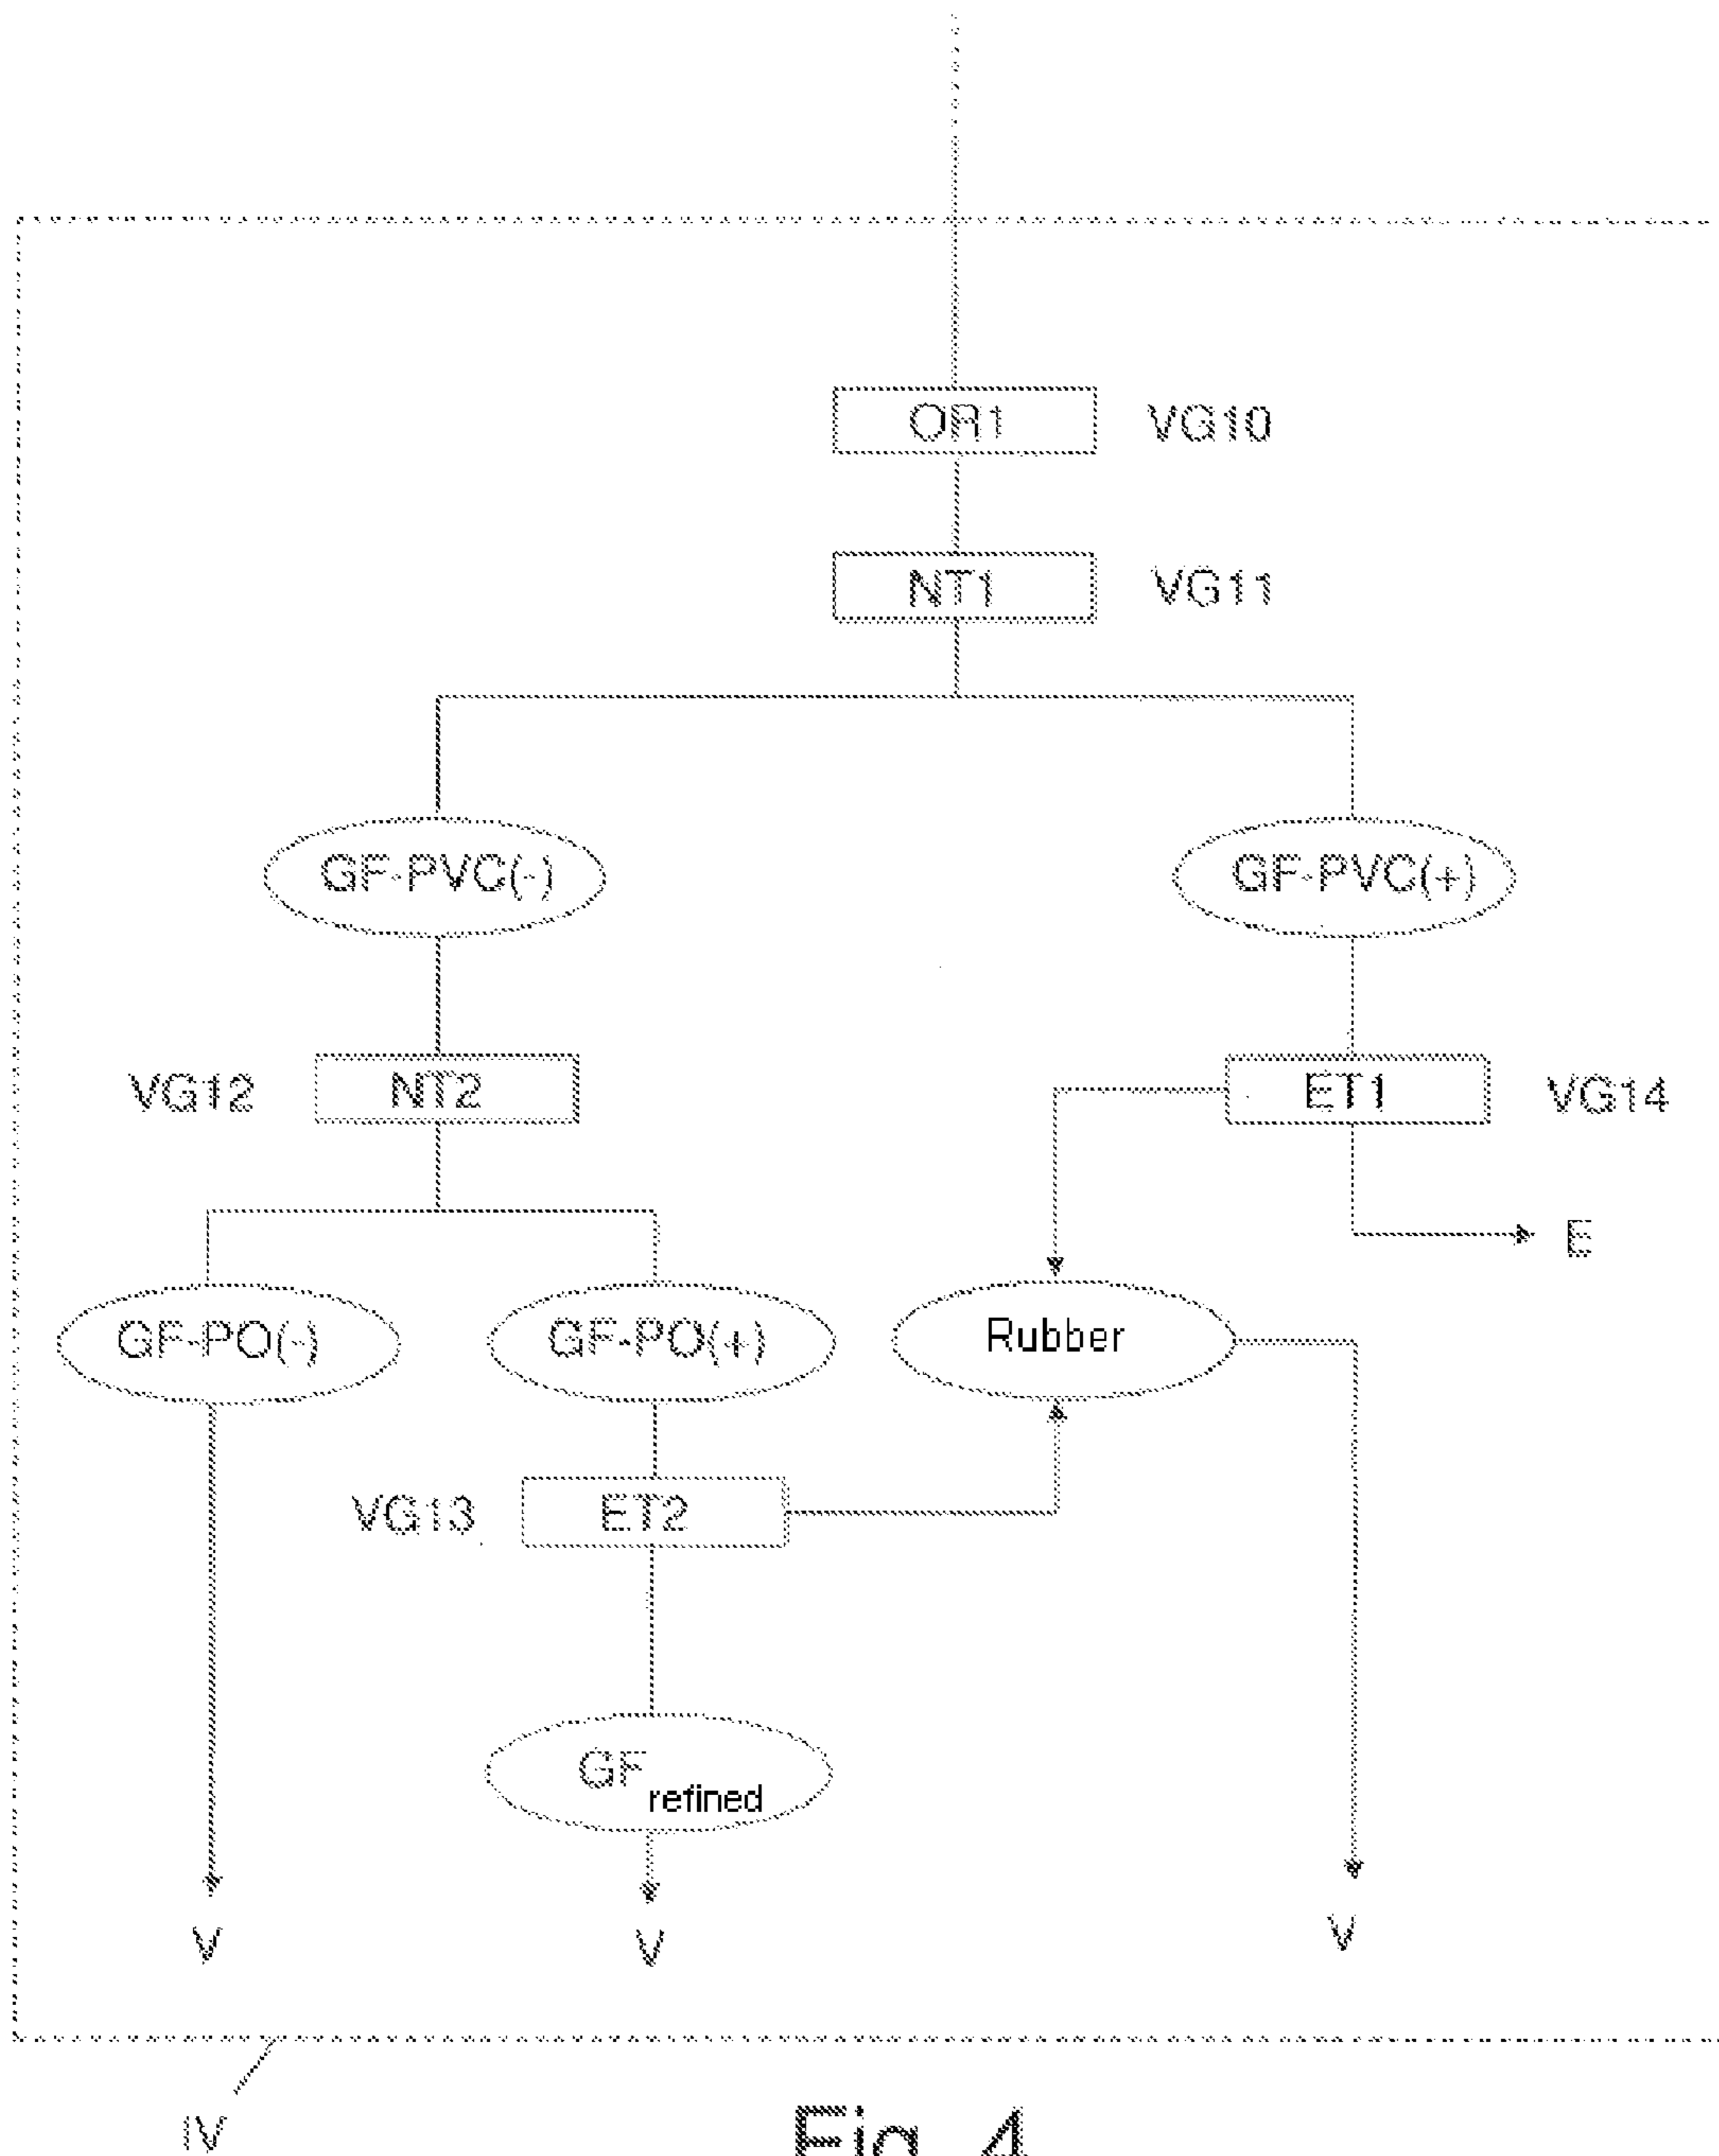 OR1 VG10
NT1 VG11
GF-PVC(-) GF-PVC(+)
VG12 NT2 ET1 VG14
E
GF-PO(-) GF-PO(+) Rubber
VG13 ET2
GF refined
V V V
IV
Fig. 4